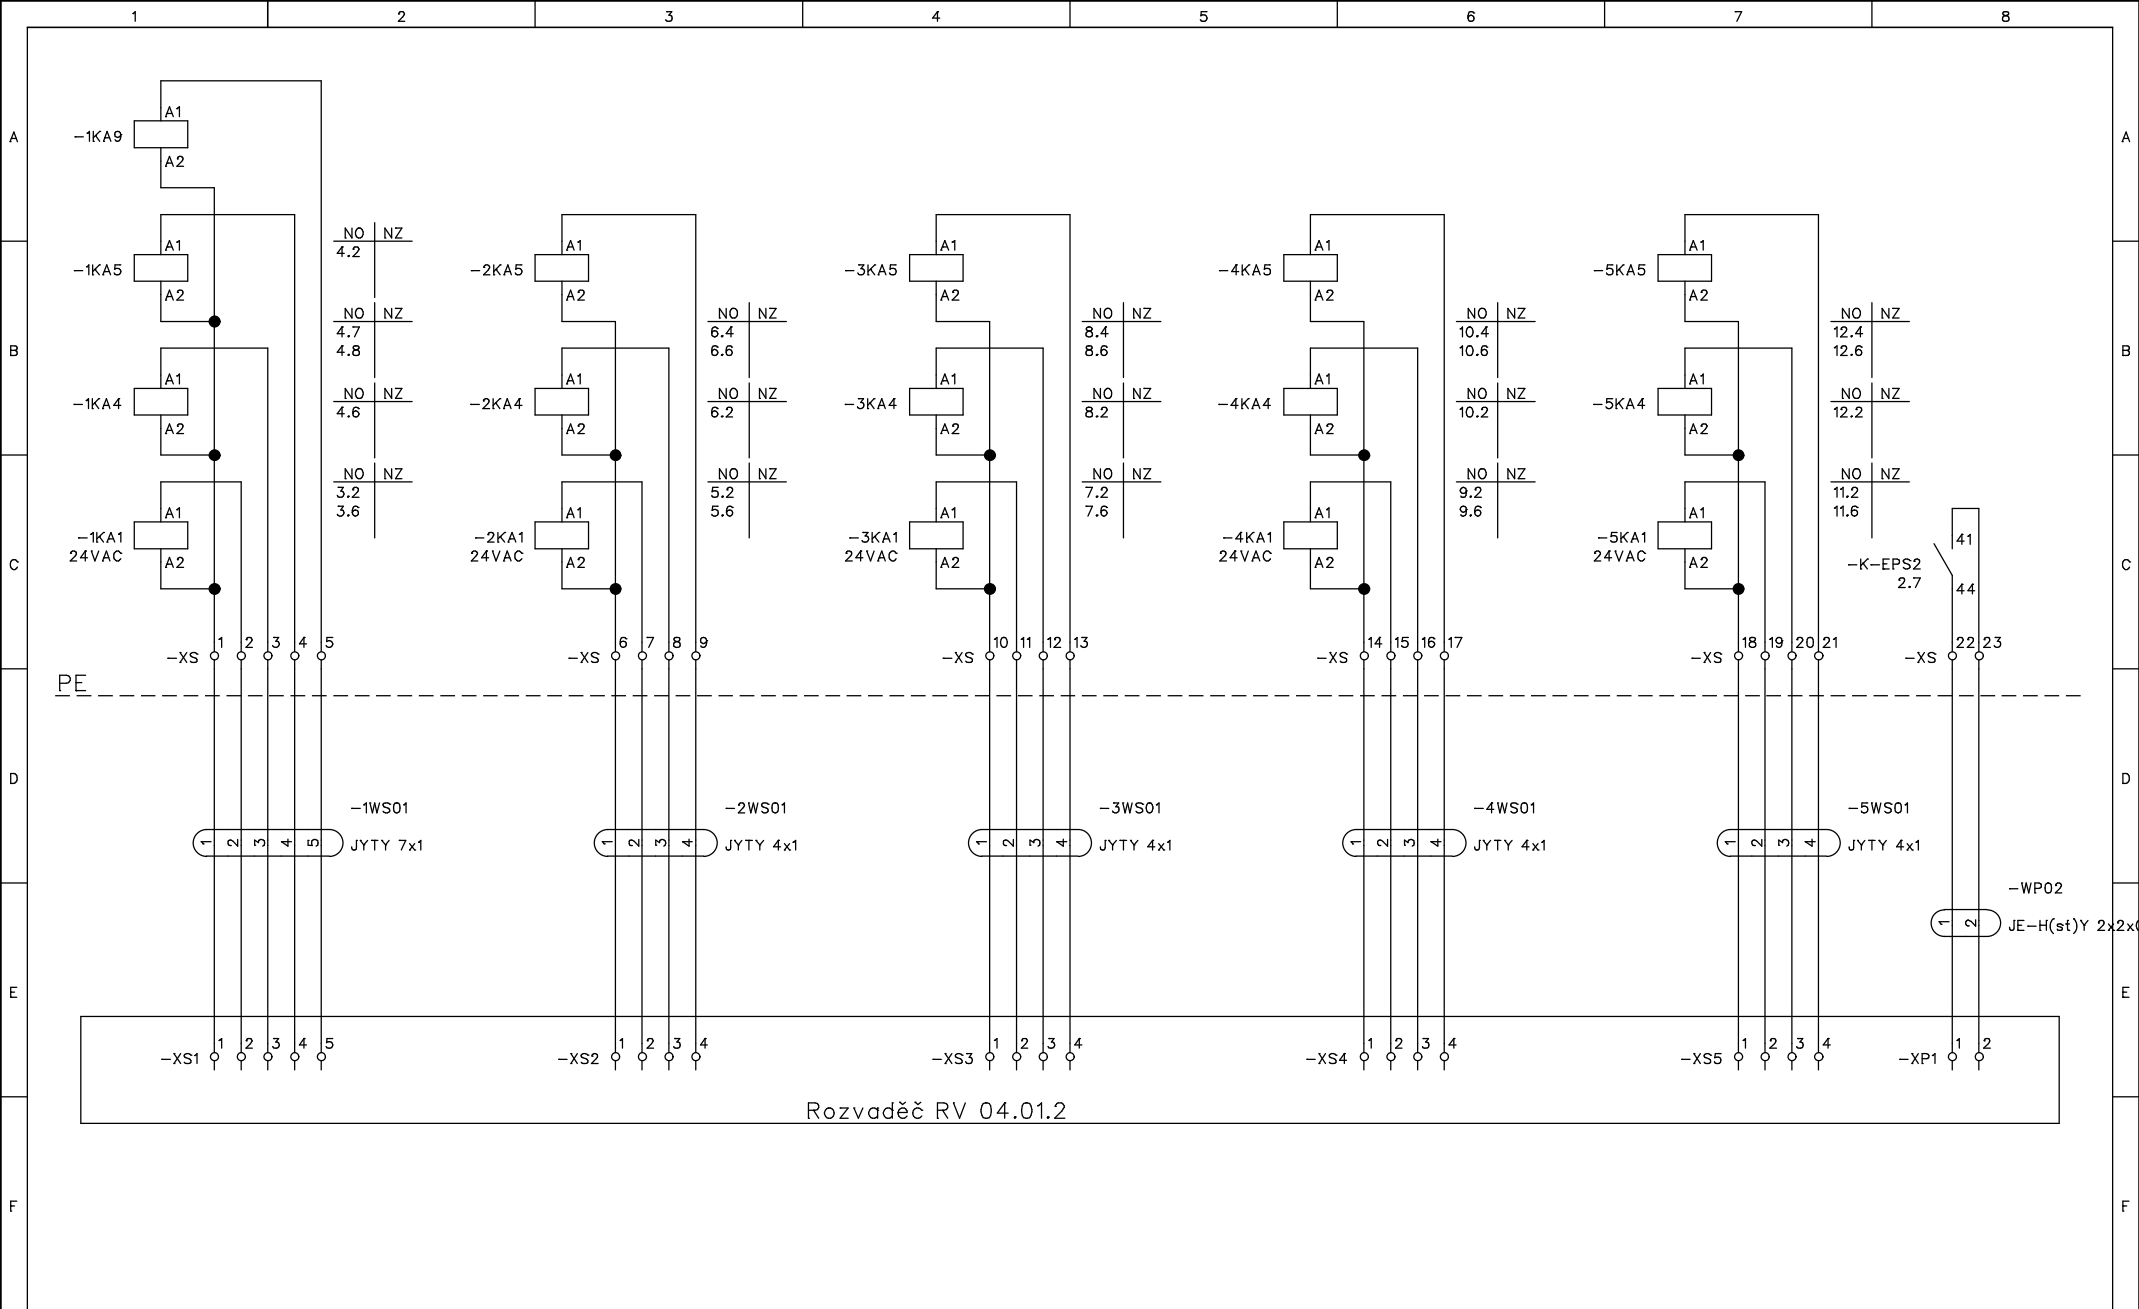 1 2 3 4 5 6 7 8
A A
A1
-1KA9
A2
A1
-1KA5
A2
A1
-1KA4
A2
A1
-1KA1
24VAC
A2
NO NZ
4.2
NO NZ
4.7
4.8
NO NZ
4.6
NO NZ
3.2
3.6
A1
-2KA5
A2
A1
-2KA4
A2
A1
-2KA1
24VAC
A2
NO NZ
6.4
6.6
NO NZ
6.2
NO NZ
5.2
5.6
A1
-3KA5
A2
A1
-3KA4
A2
A1
-3KA1
24VAC
A2
NO NZ
8.4
8.6
NO NZ
8.2
NO NZ
7.2
7.6
A1
-4KA5
A2
A1
-4KA4
A2
A1
-4KA1
24VAC
A2
NO NZ
10.4
10.6
NO NZ
10.2
NO NZ
9.2
9.6
A1
-5KA5
A2
A1
-5KA4
A2
A1
-5KA1
24VAC
A2
NO NZ
12.4
12.6
NO NZ
12.2
NO NZ
11.2
11.6
41
-K-EPS2
2.7
44
B B
C C
-XS 1 2 3 4 5
-XS 6 7 8 9
-XS 10 11 12 13
-XS 14 15 16 17
-XS 18 19 20 21
-XS 22 23
PE
D D
-1WS01
1 2 3 4 5 JYTY 7x1
-2WS01
1 2 3 4 JYTY 4x1
-3WS01
1 2 3 4 JYTY 4x1
-4WS01
1 2 3 4 JYTY 4x1
-5WS01
1 2 3 4 JYTY 4x1
-WP02
1 2 JE-H(st)Y 2x2x
E E
-XS1 1 2 3 4 5
-XS2 1 2 3 4
-XS3 1 2 3 4
-XS4 1 2 3 4
-XS5 1 2 3 4
-XP1 1 2
Rozvaděč RV 04.01.2
F F